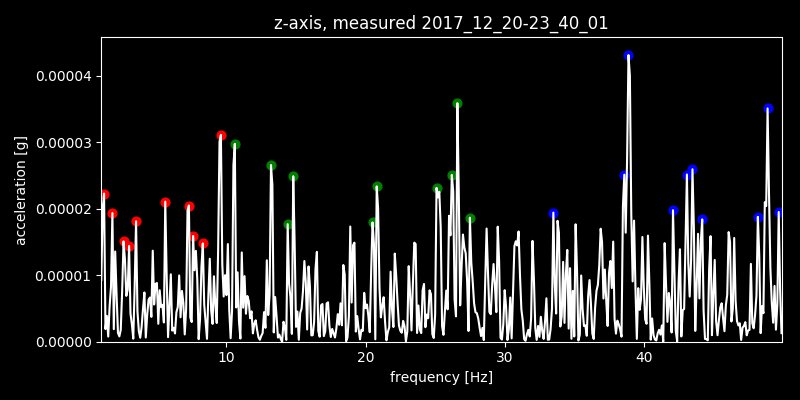 z-axis, measured 2017_12_20-23_40_01
0.00004
0.00003
0.00002
0.00001
0.00000
acceleration [g]
10 20 30 40
frequency [Hz]